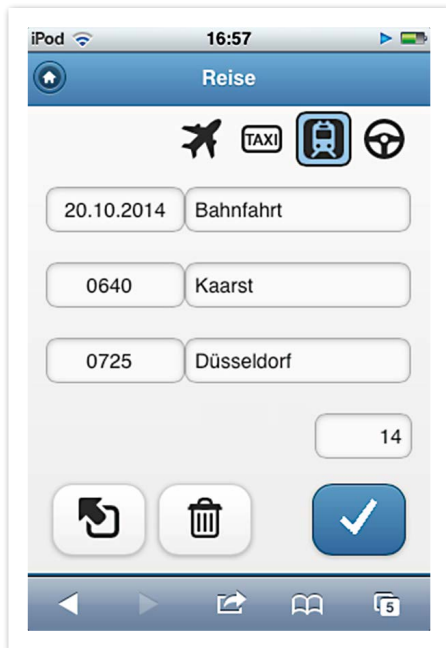 iPod 16:57
Reise
TAXI
20.10.2014 Bahnfahrt
0640 Kaarst
0725 Düsseldorf
14
5